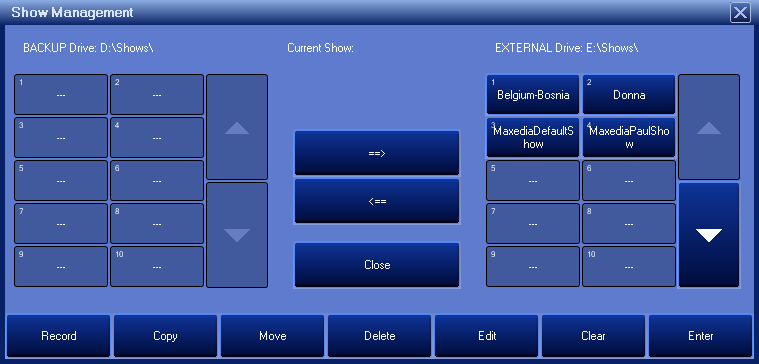 Show Management
BACKUP Drive: D:\Shows\
Current Show:
EXTERNAL Drive: E:\Shows\
1 ---
2 ---
3 ---
4 ---
5 ---
6 ---
7 ---
8 ---
9 ---
10 ---
==>
<==
Close
1 Belgium-Bosnia
2 Donna
3 MaxediaDefaultS
how
4 MaxediaPaulSho
w
5 ---
6 ---
7 ---
8 ---
9 ---
10 ---
Record
Copy
Move
Delete
Edit
Clear
Enter